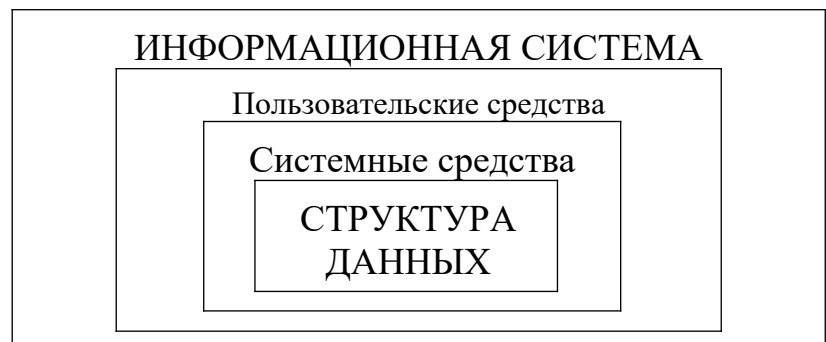 ИНФОРМАЦИОННАЯ СИСТЕМА
Пользовательские средства
Системные средства
СТРУКТУРА
ДАННЫХ